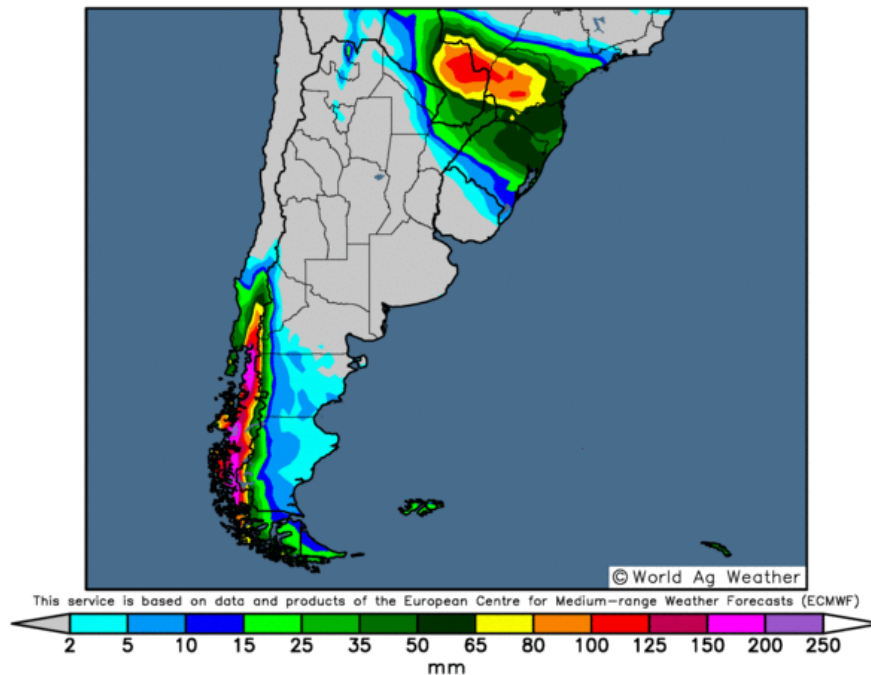 © World Ag Weather
This service is based on data and products of the European Centre for Medium-range Weather Forecasts (ECMWF)
2 5 10 15 25 35 50 65 80 100 125 150 200 250
mm